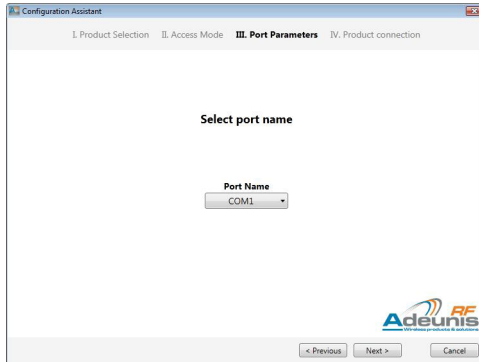 Configuration Assistant
I. Product Selection II. Access Mode III. Port Parameters IV. Product connection
Select port name
Port Name
COM1
Adeunis RF
Wireless products & solutions
< Previous Next > Cancel